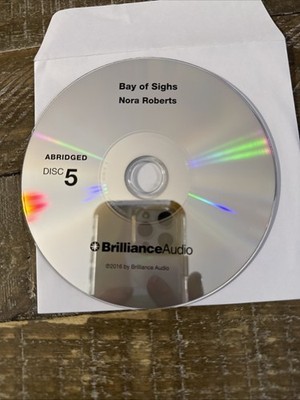 Bay of Sighs
Nora Roberts
ABRIDGED
DISC 5
BrillianceAudio
©2016 by Brilliance Audio